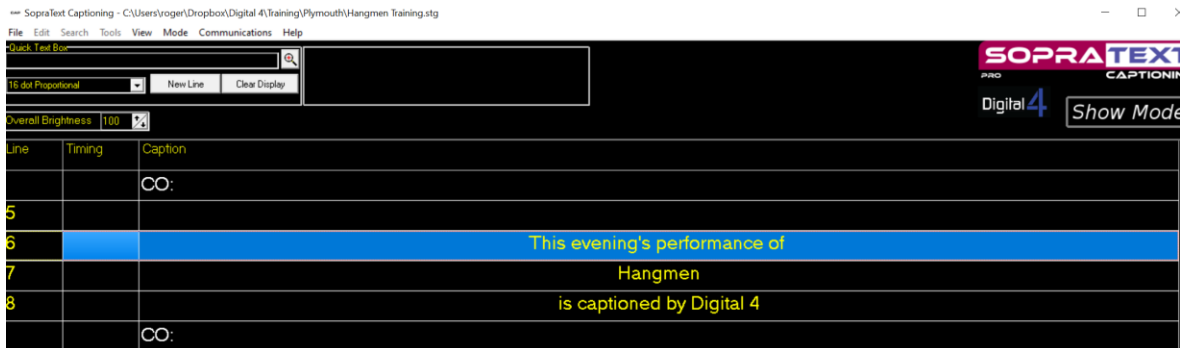 SopraText Captioning - C:\Users\roger\Dropbox\Digital 4\Training\Plymouth\Hangmen Training.stg
File Edit Search Tools View Mode Communications Help
Quick Text Box
SOPRATEXT
PRO CAPTIONIN
16 dot Proportional New Line Clear Display
Digital 4 Show Mode
Overall Brightness 100
Line Timing Caption
CO:
5
6 This evening's performance of
7 Hangmen
8 is captioned by Digital 4
CO: